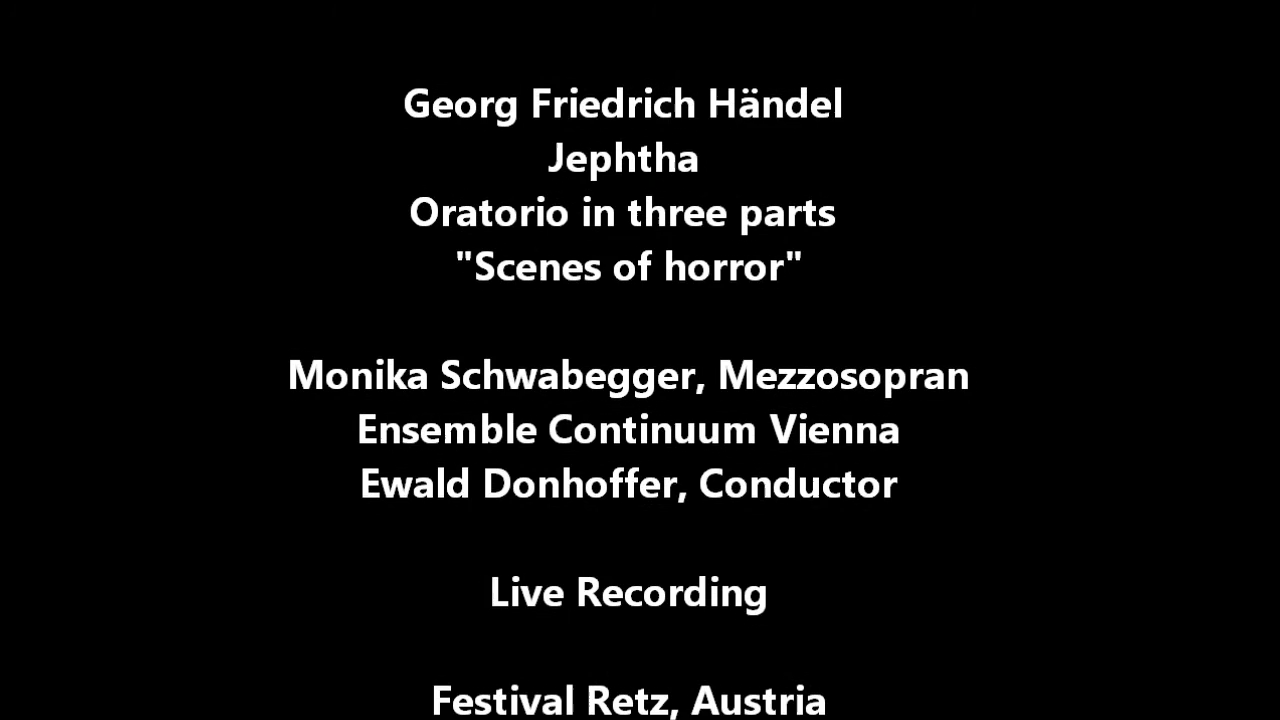 Georg Friedrich Händel
Jephtha
Oratorio in three parts
"Scenes of horror"
Monika Schwabegger, Mezzosopran
Ensemble Continuum Vienna
Ewald Donhoffer, Conductor
Live Recording
Festival Retz, Austria